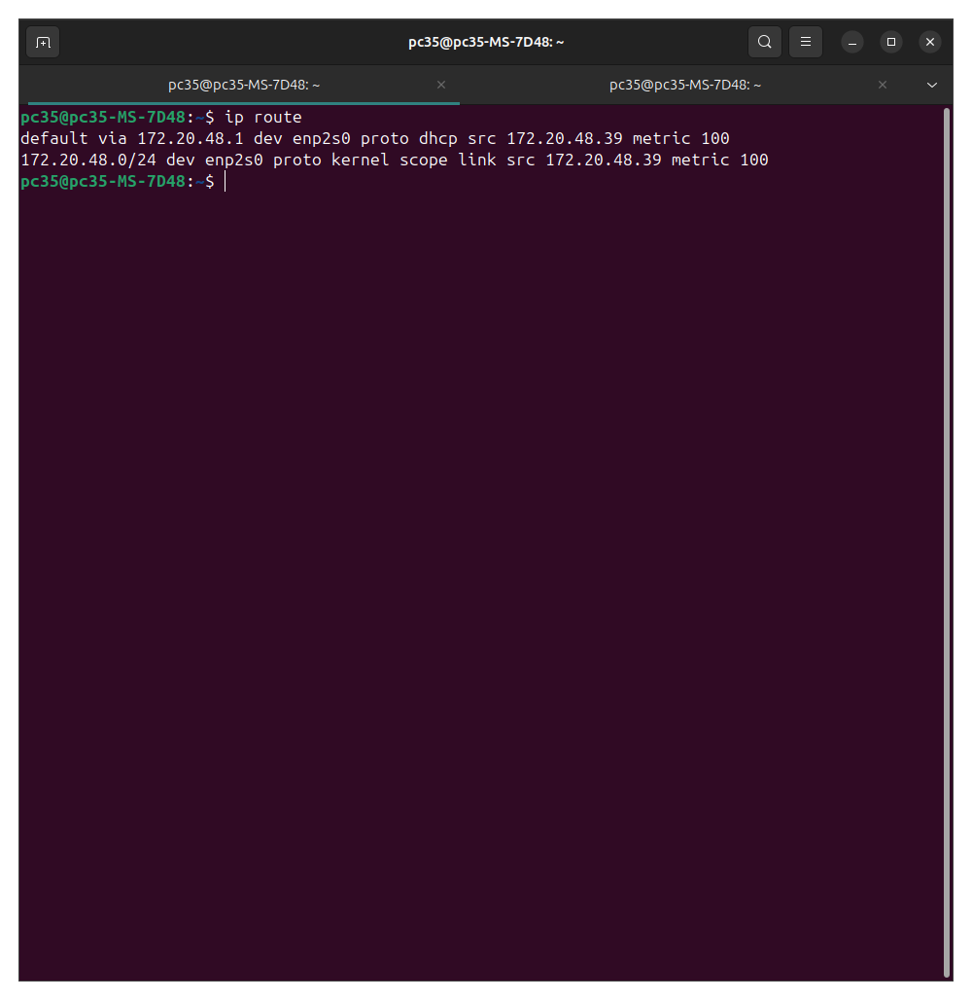 pc35@pc35-MS-7D48: ~
pc35@pc35-MS-7D48: ~
pc35@pc35-MS-7D48: ~
pc35@pc35-MS-7D48:~$ ip route
default via 172.20.48.1 dev enp2s0 proto dhcp src 172.20.48.39 metric 100
172.20.48.0/24 dev enp2s0 proto kernel scope link src 172.20.48.39 metric 100
pc35@pc35-MS-7D48:~$